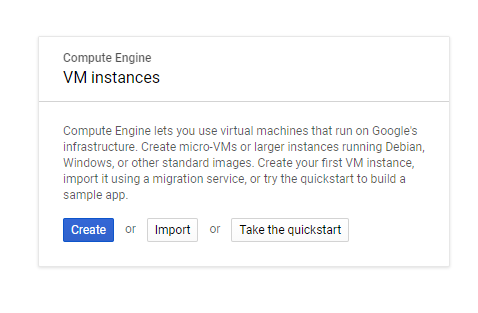 Compute Engine
VM instances
Compute Engine lets you use virtual machines that run on Google's
infrastructure. Create micro-VMs or larger instances running Debian,
Windows, or other standard images. Create your first VM instance,
import it using a migration service, or try the quickstart to build a
sample app.
Create or Import or Take the quickstart